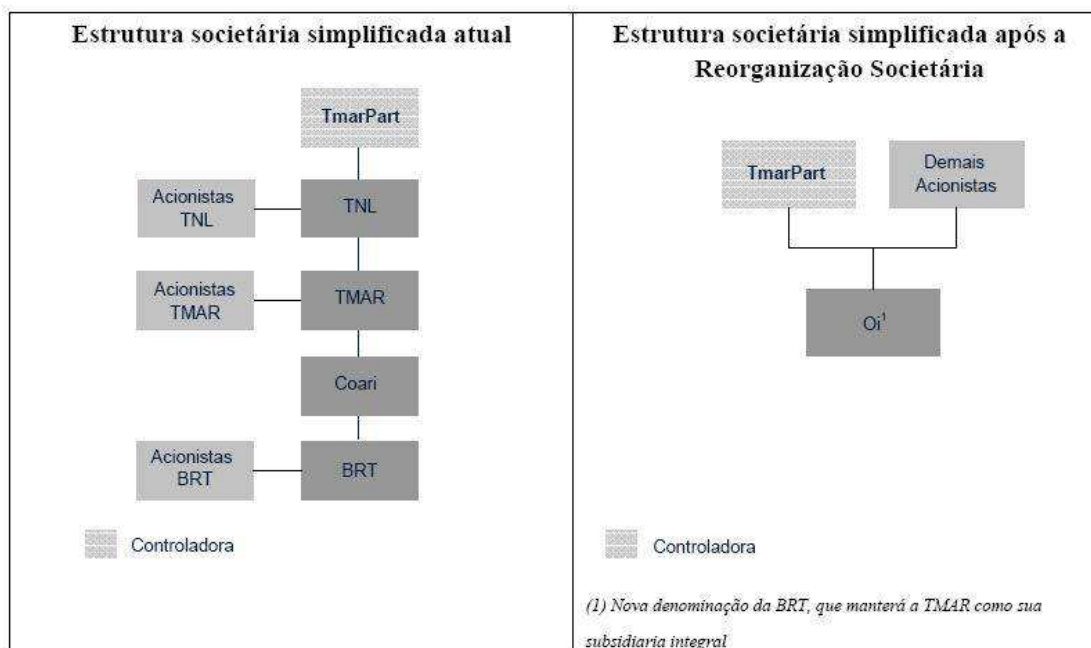 Estrutura societária simplificada atual
TmarPart
Acionistas
TNL
TNL
Acionistas
TMAR
TMAR
Coari
Acionistas
BRT
BRT
Controladora
Estrutura societária simplificada após a
Reorganização Societária
TmarPart
Demais
Acionistas
Oi¹
Controladora
(1) Nova denominação da BRT, que manterá a TMAR como sua
subsidiaria integral